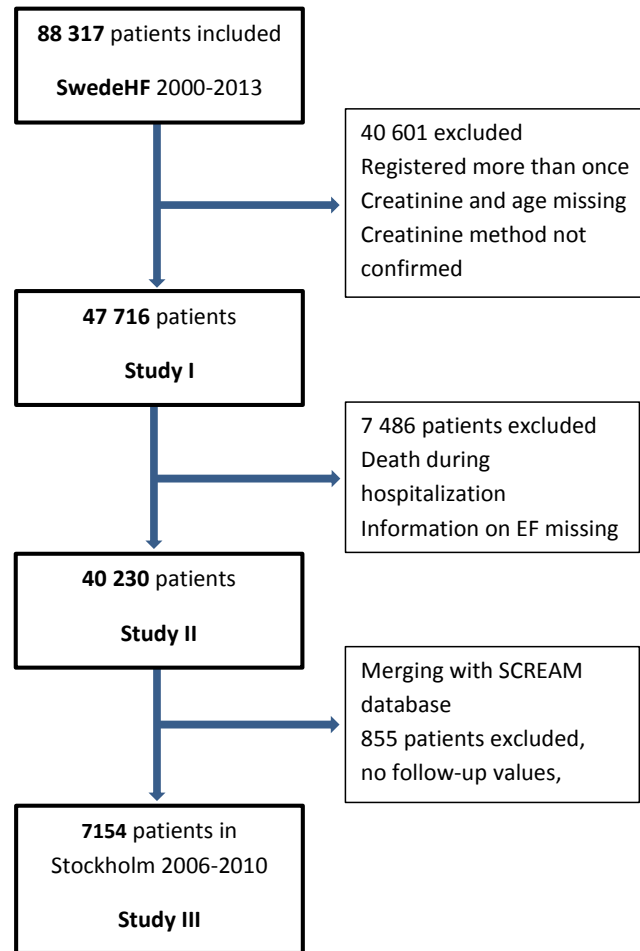 88 317 patients included
SwedeHF 2000-2013
40 601 excluded
Registered more than once
Creatinine and age missing
Creatinine method not
confirmed
47 716 patients
Study I
7 486 patients excluded
Death during
hospitalization
Information on EF missing
40 230 patients
Study II
Merging with SCREAM
database
855 patients excluded,
no follow-up values,
7154 patients in
Stockholm 2006-2010
Study III